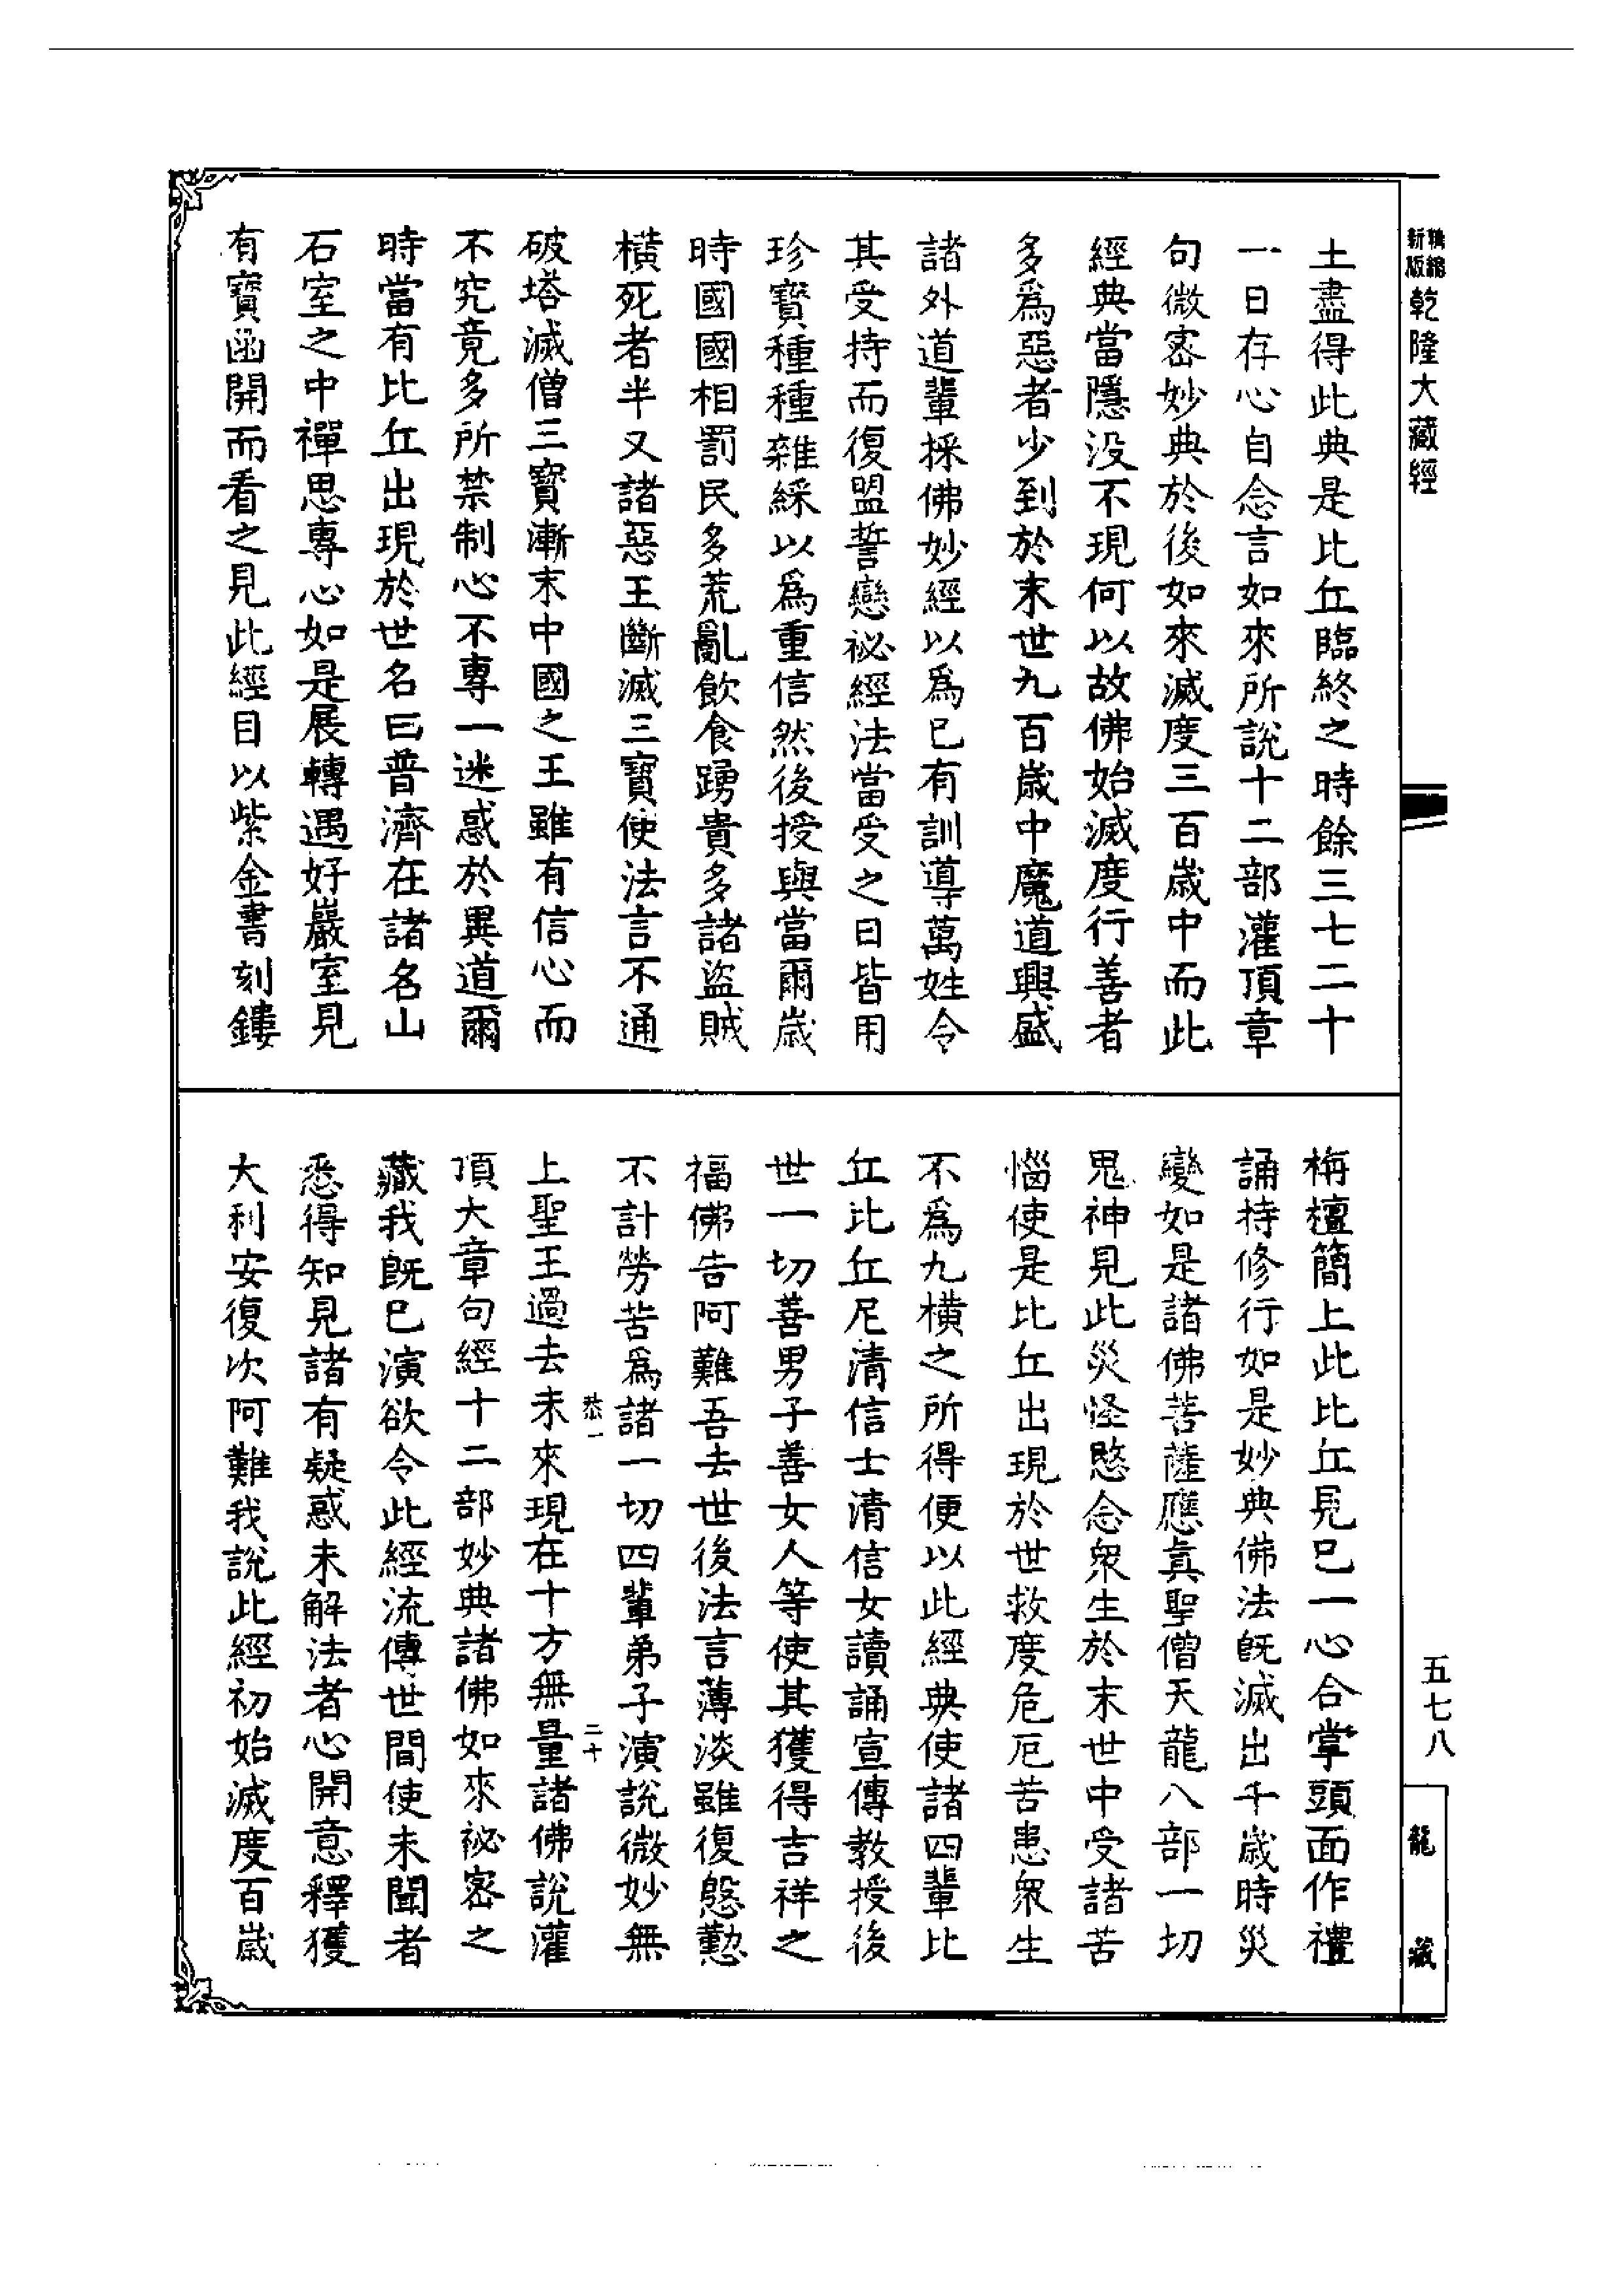 新版精縮乾隆大藏經
土盡得此典是比丘臨終之時餘三七二十
一日存心自念言如來所說十二部灌頂章
句微密妙典於後如來滅度三百歲中而此
經典當隱没不現何以故佛始滅度行善者
多爲惡者少到於末世九百歲中魔道興盛
諸外道輩採佛妙經以爲已有訓導萬姓令
其受持而復盟誓戀祕經法當受之日皆用
珍寶種種雜綵以爲重信然後授與當爾歲
時國國相罰民多荒亂飲食踴貴多諸盜賊
橫死者半又諸惡王斷滅三寶使法言不通
破塔滅僧三寶漸末中國之王雖有信心而
不究竟多所禁制心不專一迷惑於異道爾
時當有比丘出現於世名曰普濟在諸名山
石室之中禪思專心如是展轉遇好巖室見
有寶函開而看之見此經目以紫金書刻鏤
栴檀簡上此比丘見已一心合掌頭面作禮
誦持修行如是妙典佛法旣滅出千歲時災
變如是諸佛菩薩應眞聖僧天龍八部一切
鬼神見此災怪愍念衆生於末世中受諸苦
惱使是比丘出現於世救度危厄苦患衆生
不爲九橫之所得便以此經典使諸四輩比
丘比丘尼清信士清信女讀誦宣傳教授後
世一切善男子善女人等使其獲得吉祥之
福佛告阿難吾去世後法言薄淡雖復慇懃
不計勞苦爲諸一切四輩弟子演說微妙無
恭一 二十
上聖王過去未來現在十方無量諸佛說灌
頂大章句經十二部妙典諸佛如來祕密之
藏我旣已演欲令此經流傳世間使未聞者
悉得知見諸有疑惑未解法者心開意釋獲
大利安復次阿難我說此經初始滅度百歲
五七八
龍藏